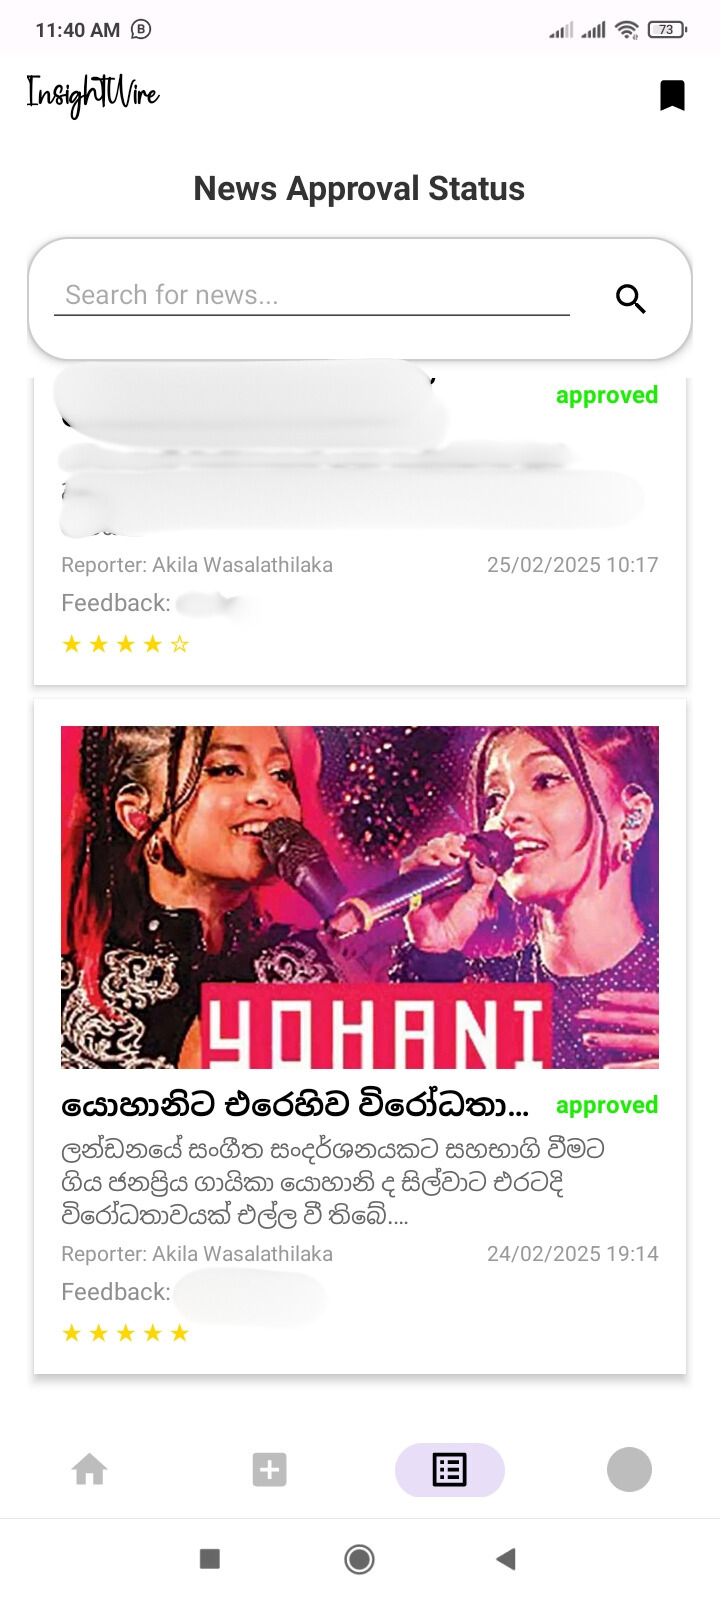 11:40 AM
73
InsightWire
News Approval Status
Search for news...
approved
Reporter: Akila Wasalathilaka 25/02/2025 10:17
Feedback:
★ ★ ★ ★ ☆
YOHANI
යොහානිට එරෙහිව විරෝධතා... approved
ලන්ඩනයේ සංගීත සංදර්ශනයකට සහභාගි වීමට
ගිය ජනප්‍රිය ගායිකා යොහානි ද සිල්වාට එරටදි
විරෝධතාවයක් එල්ල වී තිබේ....
Reporter: Akila Wasalathilaka 24/02/2025 19:14
Feedback:
★ ★ ★ ★ ★